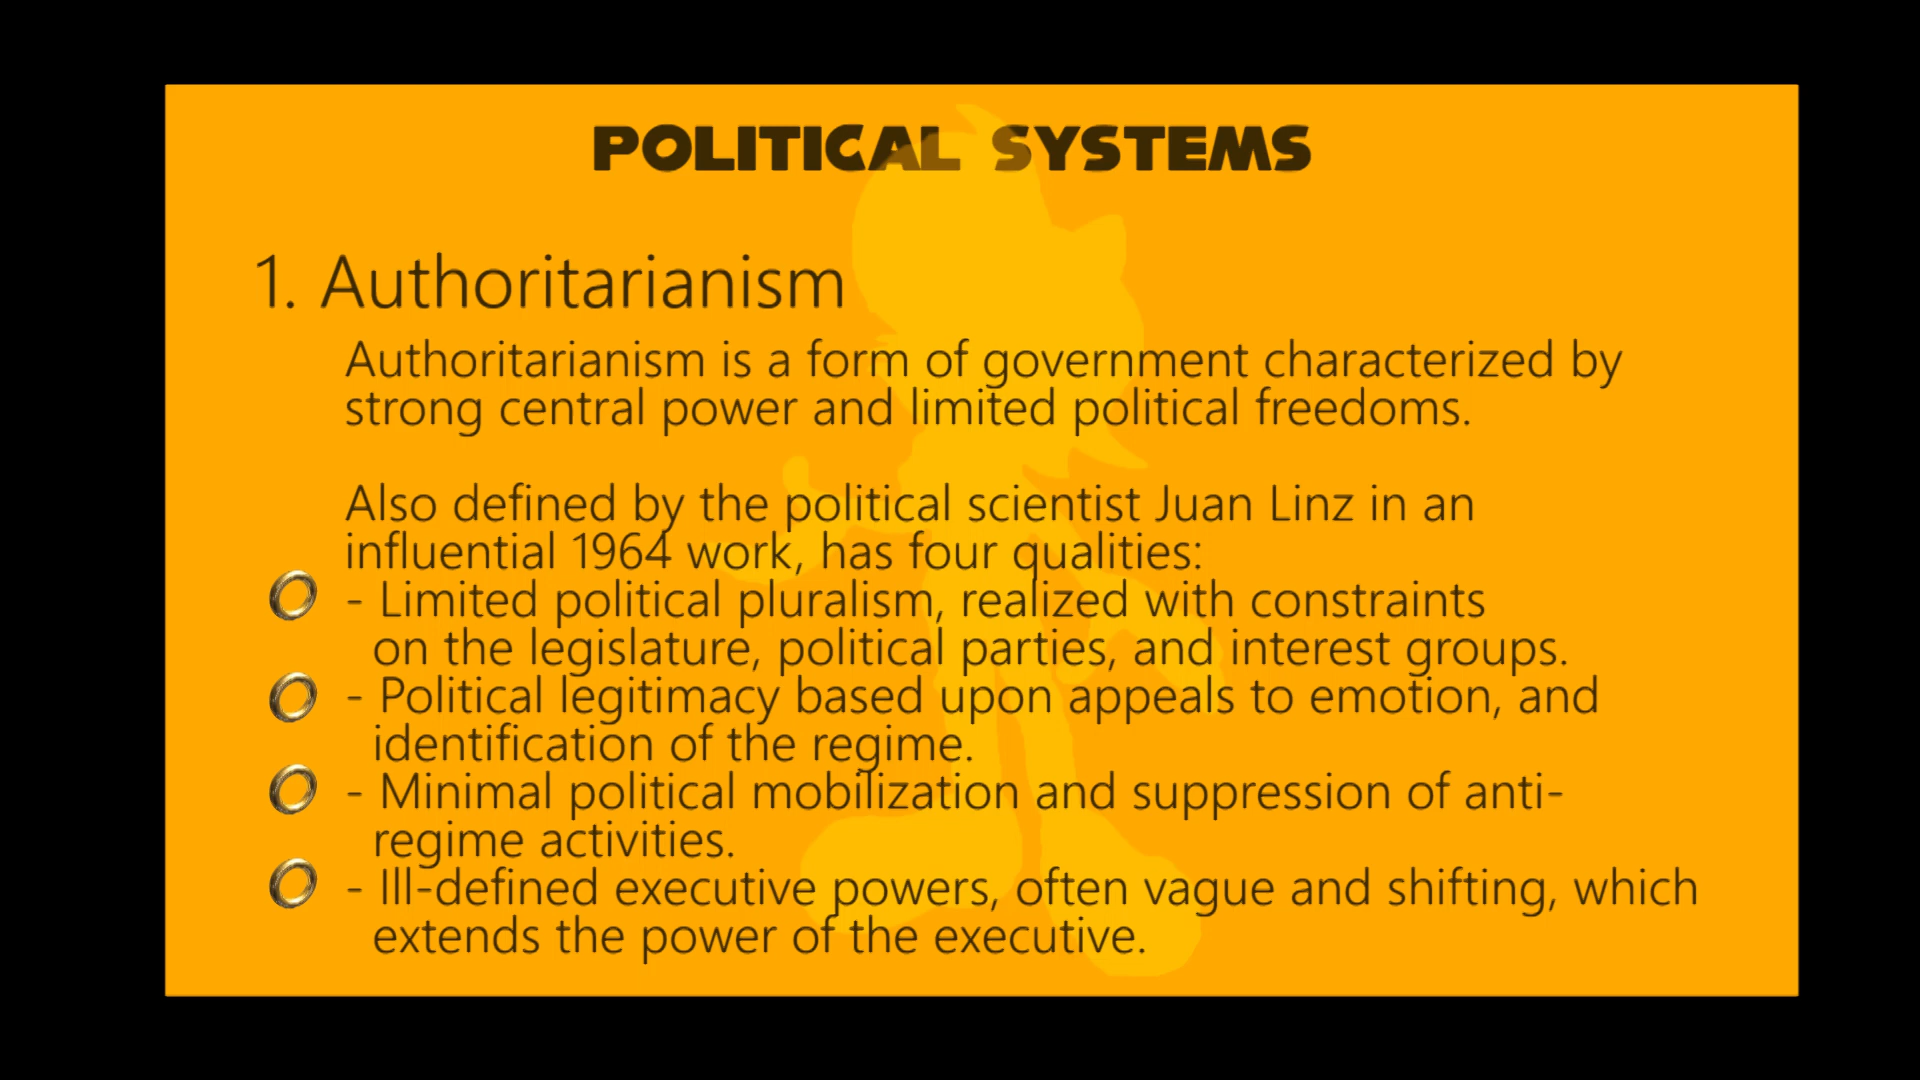 POLITICAL SYSTEMS
1. Authoritarianism
Authoritarianism is a form of government characterized by
strong central power and limited political freedoms.
Also defined by the political scientist Juan Linz in an
influential 1964 work, has four qualities:
- Limited political pluralism, realized with constraints
on the legislature, political parties, and interest groups.
- Political legitimacy based upon appeals to emotion, and
identification of the regime.
- Minimal political mobilization and suppression of anti-
regime activities.
- Ill-defined executive powers, often vague and shifting, which
extends the power of the executive.